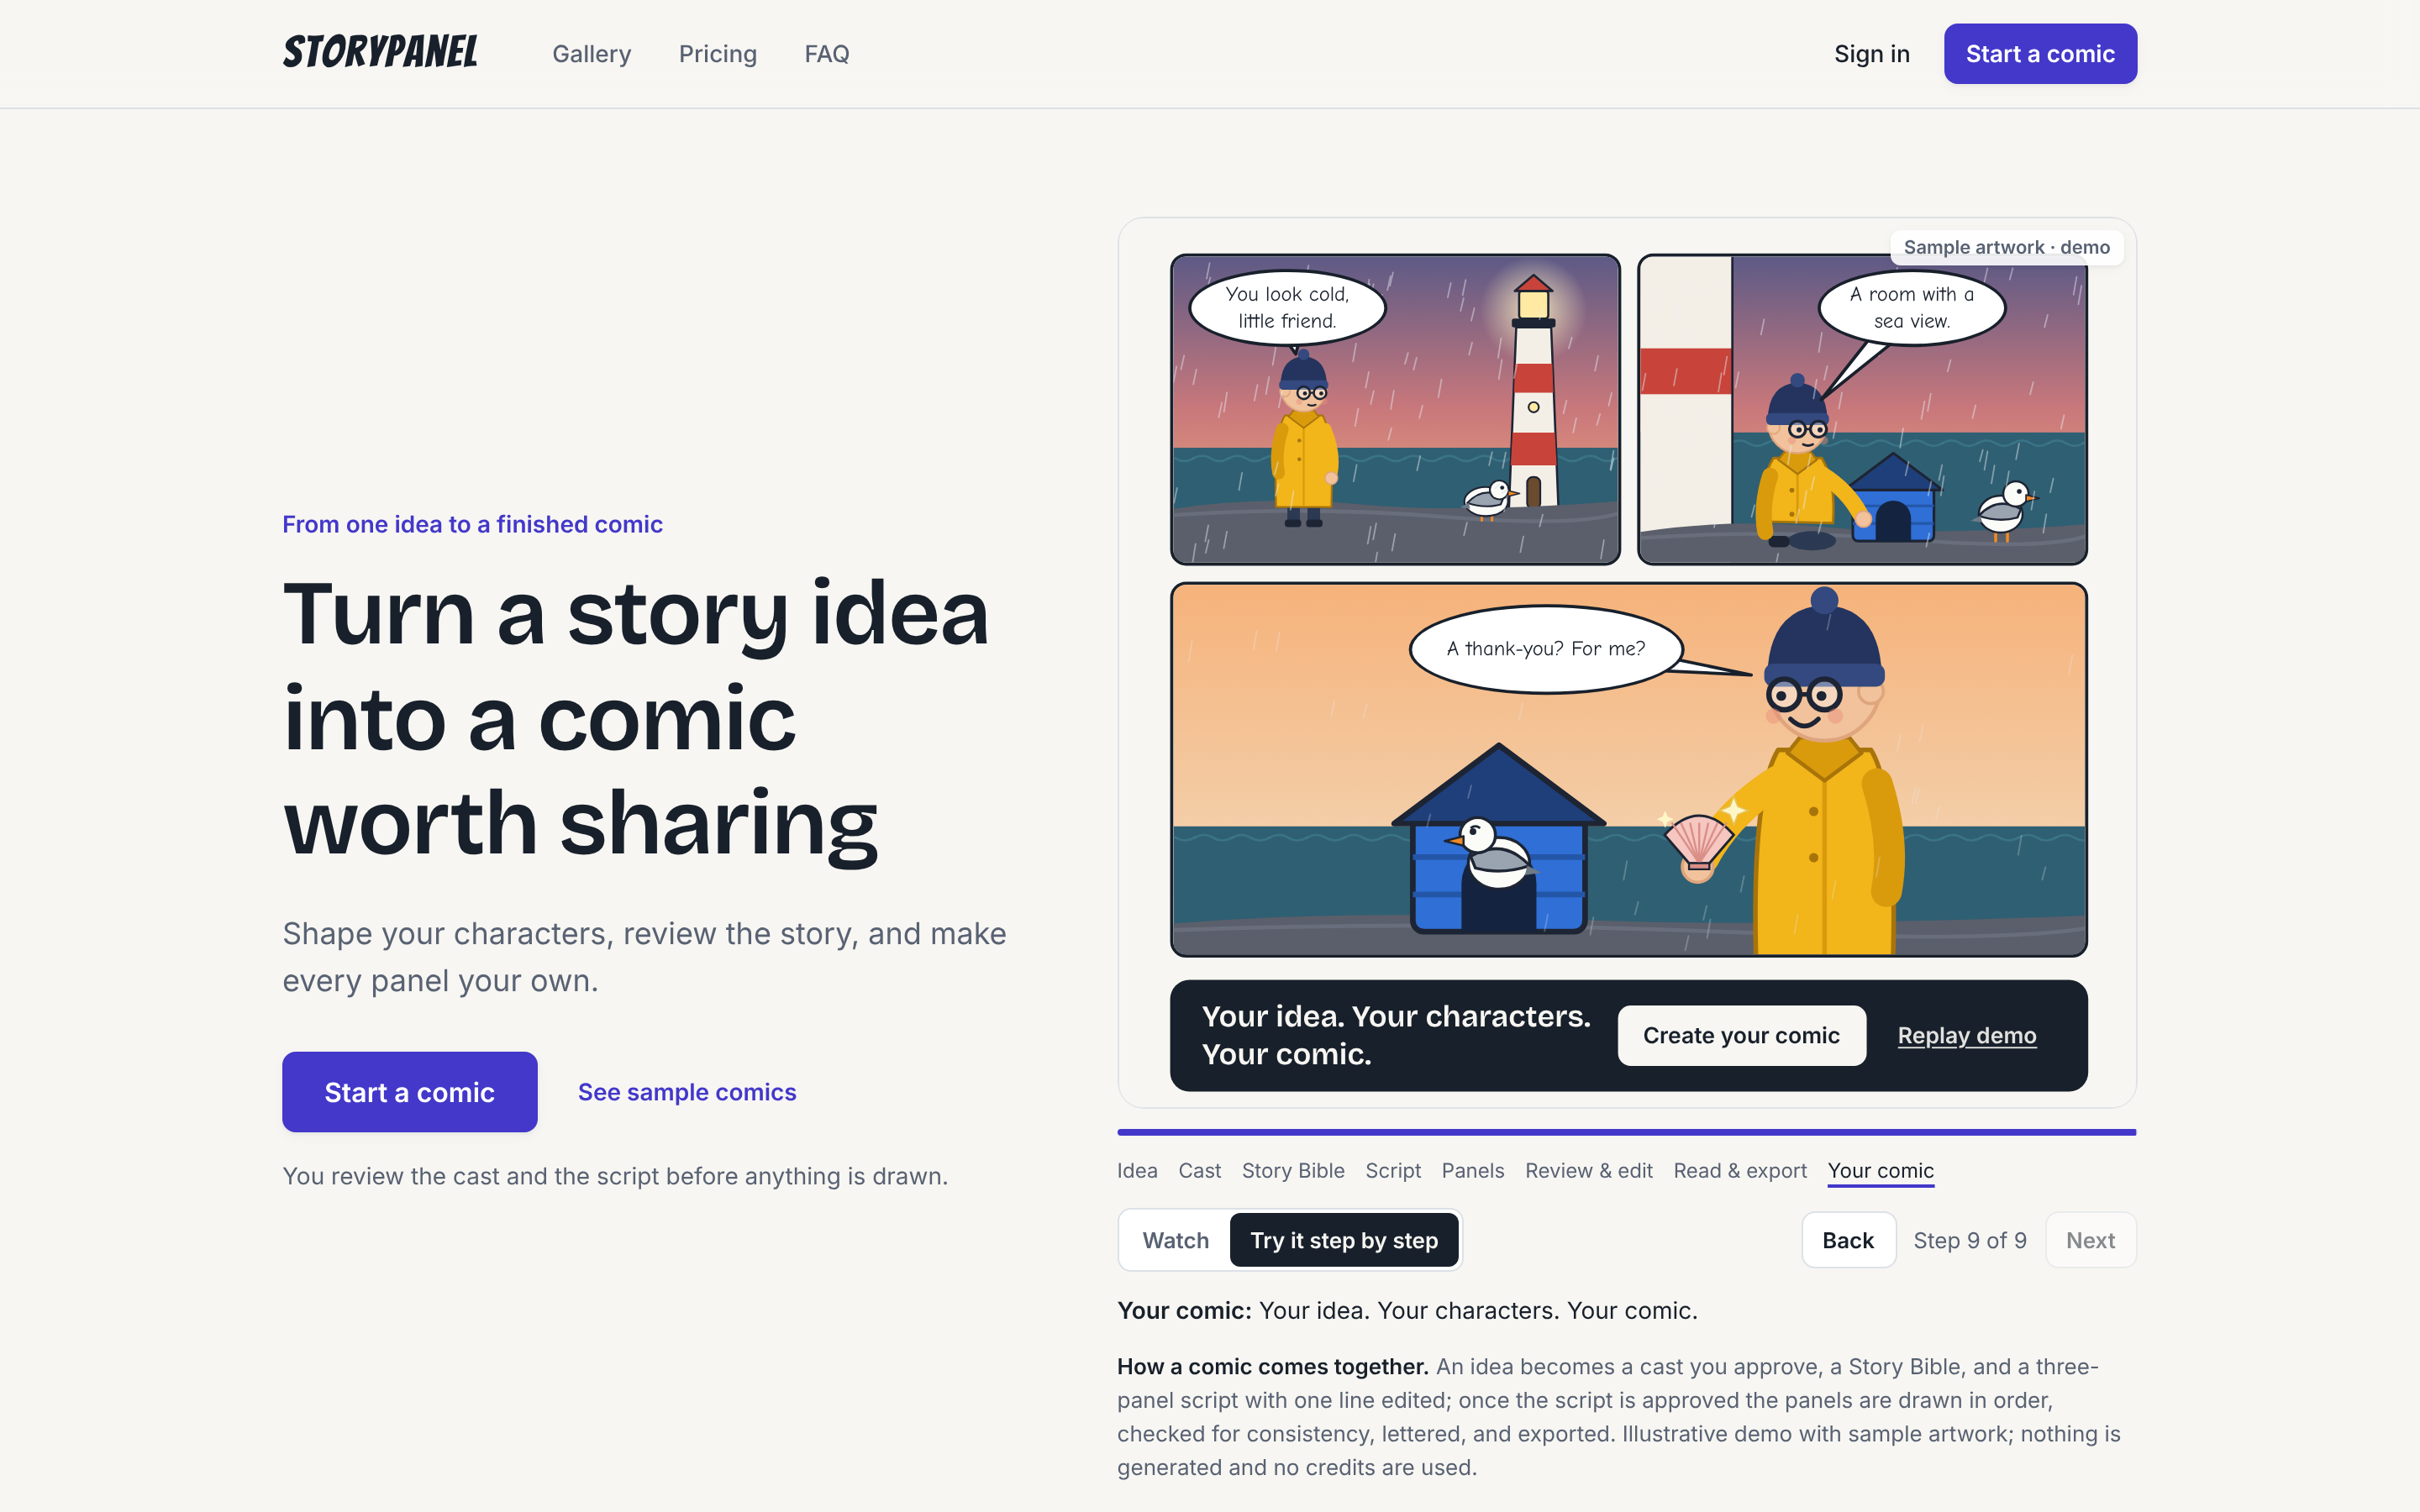 STORYPANEL
Gallery
Pricing
FAQ
Sign in
Start a comic
From one idea to a finished comic
Turn a story idea
into a comic
worth sharing
Shape your characters, review the story, and make
every panel your own.
Start a comic
See sample comics
You review the cast and the script before anything is drawn.
Sample artwork · demo
You look cold,
little friend.
A room with a
sea view.
A thank-you? For me?
Your idea. Your characters.
Your comic.
Create your comic
Replay demo
Idea
Cast
Story Bible
Script
Panels
Review & edit
Read & export
Your comic
Watch
Try it step by step
Back
Step 9 of 9
Next
Your comic: Your idea. Your characters. Your comic.
How a comic comes together. An idea becomes a cast you approve, a Story Bible, and a three-
panel script with one line edited; once the script is approved the panels are drawn in order,
checked for consistency, lettered, and exported. Illustrative demo with sample artwork; nothing is
generated and no credits are used.